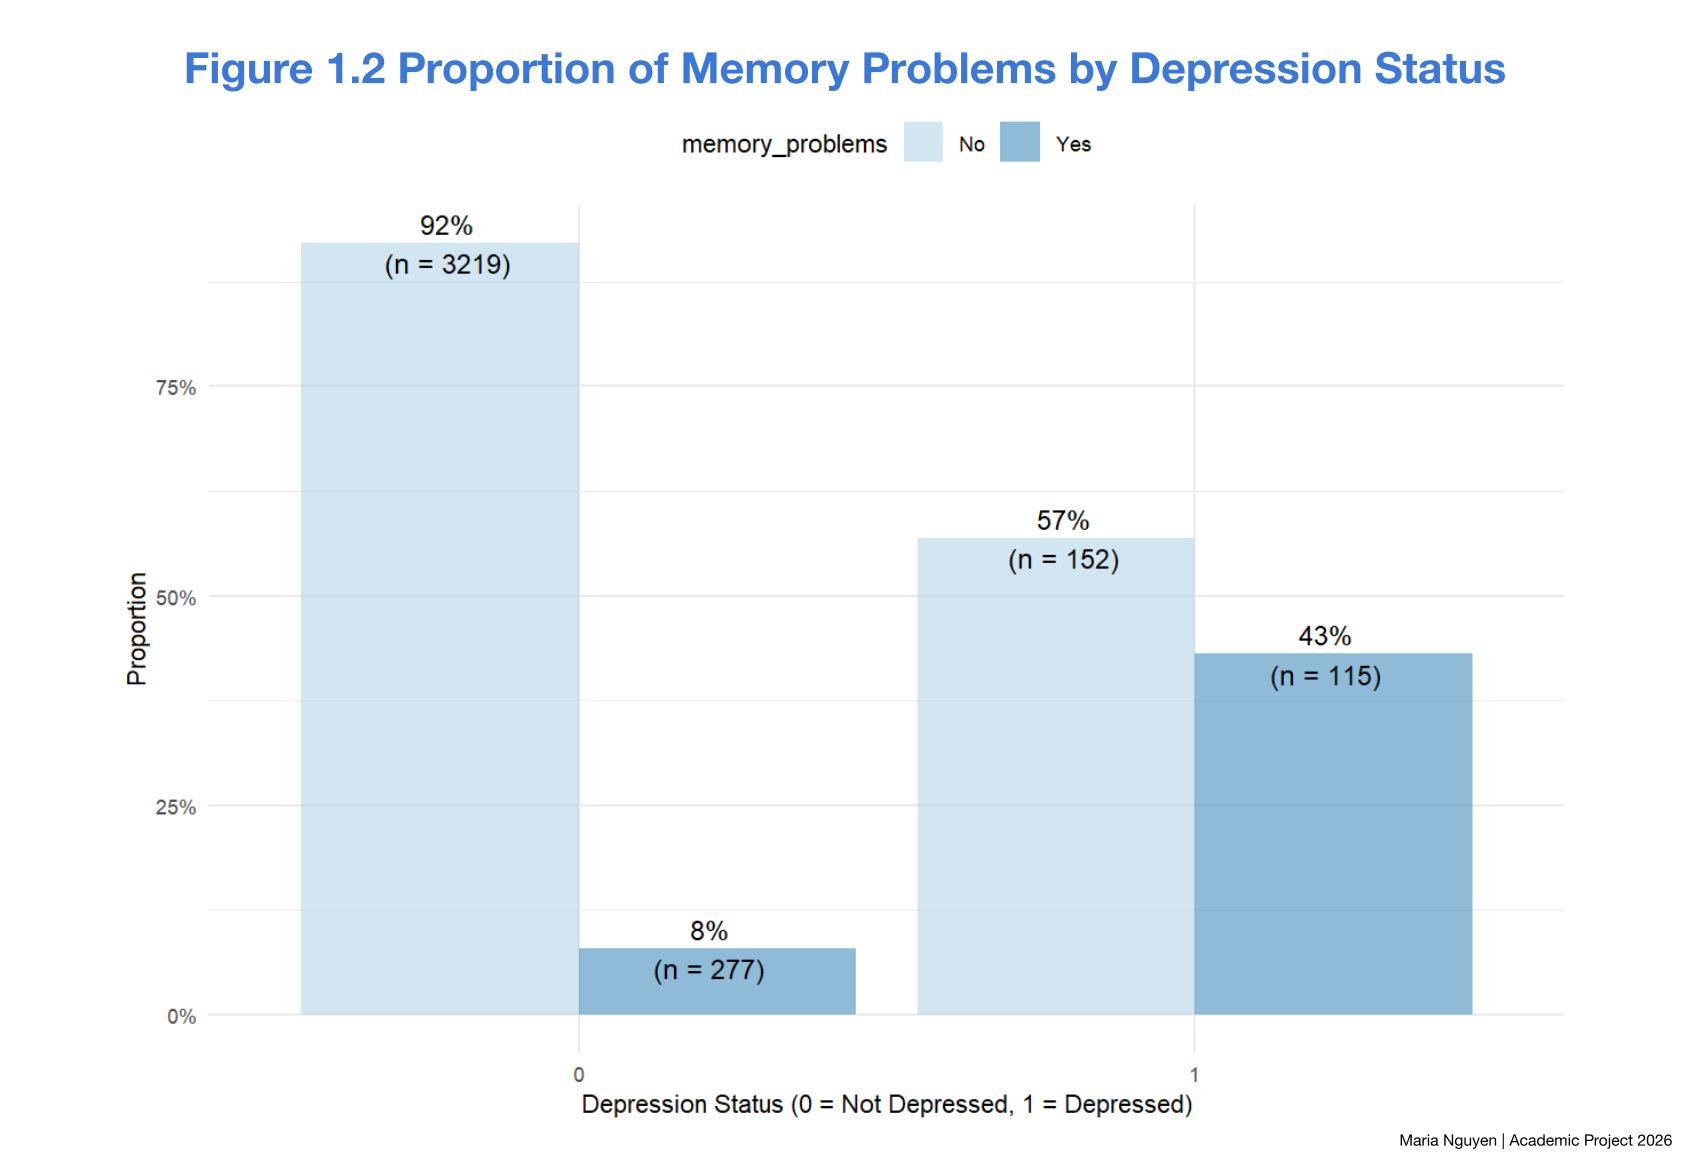 Figure 1.2 Proportion of Memory Problems by Depression Status
memory_problems No Yes
92%
(n = 3219)
75%
57%
(n = 152)
50%
Proportion
43%
(n = 115)
25%
8%
(n = 277)
0%
0 1
Depression Status (0 = Not Depressed, 1 = Depressed)
Maria Nguyen | Academic Project 2026